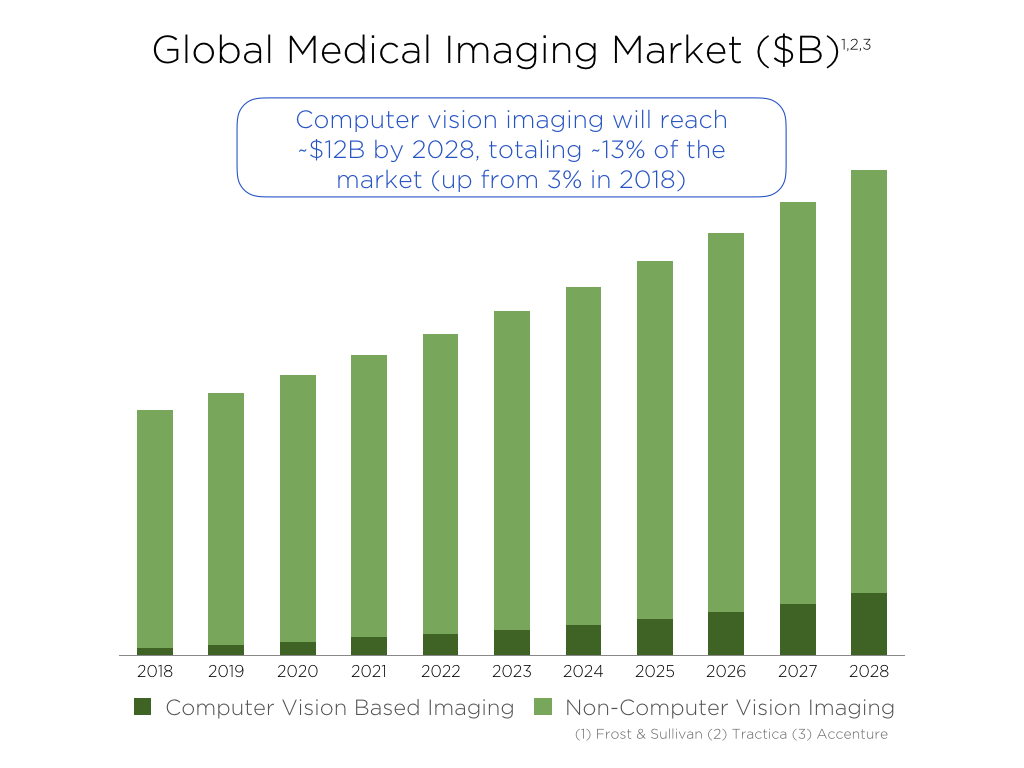 Global Medical Imaging Market ($B)1,2,3
Computer vision imaging will reach
~$12B by 2028, totaling ~13% of the
market (up from 3% in 2018)
2018 2019 2020 2021 2022 2023 2024 2025 2026 2027 2028
Computer Vision Based Imaging Non-Computer Vision Imaging
(1) Frost & Sullivan (2) Tractica (3) Accenture